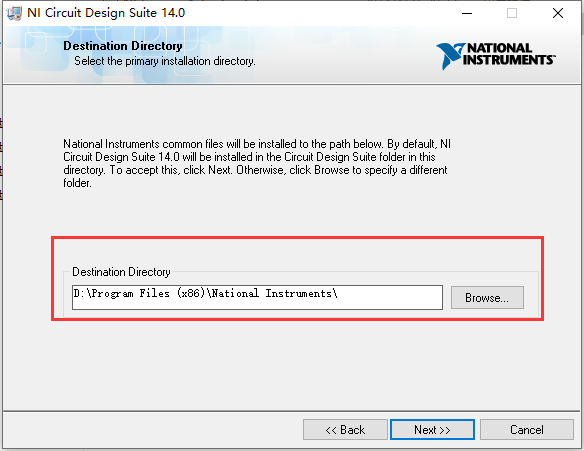 NI Circuit Design Suite 14.0
Destination Directory
Select the primary installation directory.
NATIONAL
INSTRUMENTS™
National Instruments common files will be installed to the path below. By default, NI
Circuit Design Suite 14.0 will be installed in the Circuit Design Suite folder in this
directory. To accept this, click Next. Otherwise, click Browse to specify a different
folder.
Destination Directory
D:\Program Files (x86)\National Instruments\
Browse...
<< Back
Next >>
Cancel